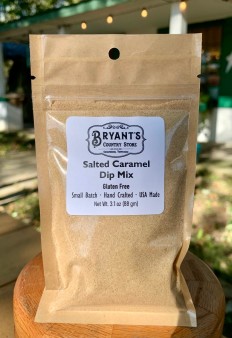 BRYANT'S
COUNTRY STORE
Salted Caramel
Dip Mix
Gluten Free
Small Batch - Hand Crafted - USA Made
Net Wt. 3.1 oz (88 gm)